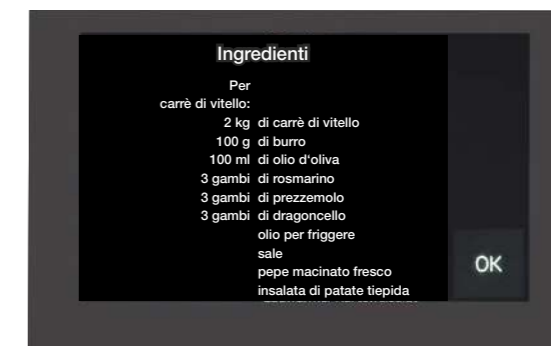 Ingredienti
Per
carrè di vitello:
2 kg di carrè di vitello
100 g di burro
100 ml di olio d'oliva
3 gambi di rosmarino
3 gambi di prezzemolo
3 gambi di dragoncello
olio per friggere
sale
pepe macinato fresco
insalata di patate tiepida
OK